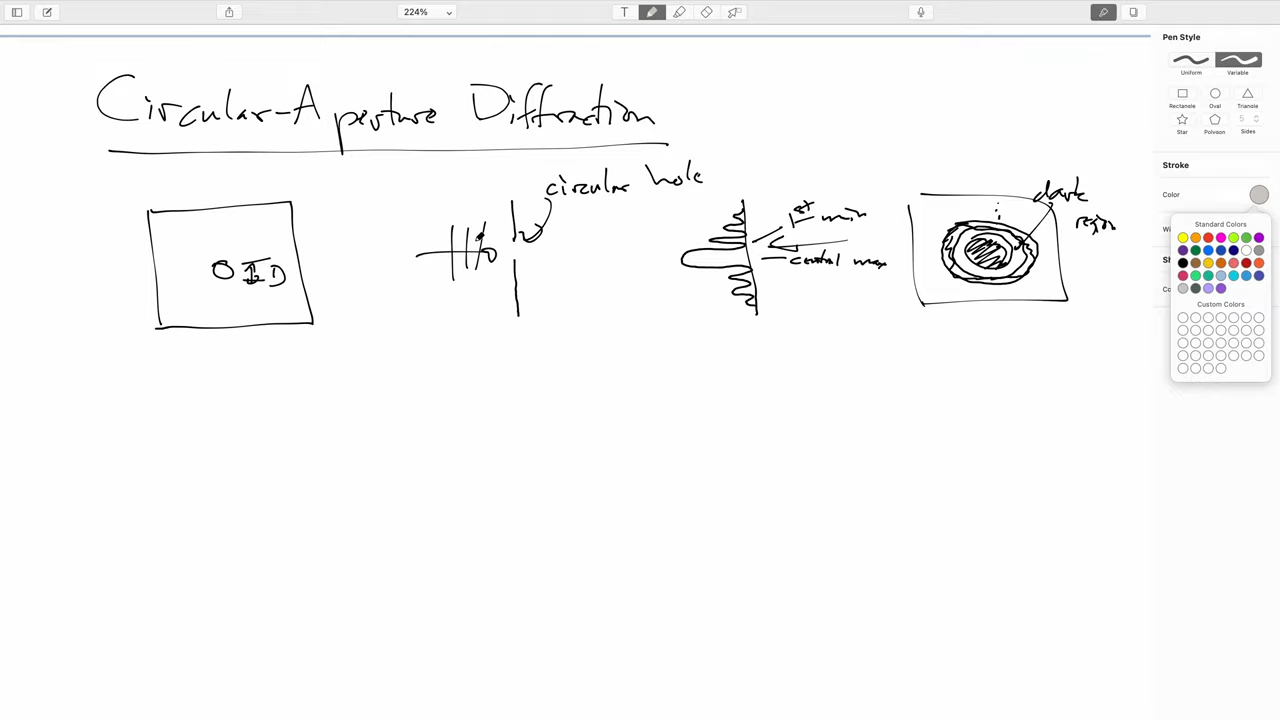 224%
T
Pen Style
Uniform Variable
Rectangle Oval Triangle
Star Polygon Sides
5
Stroke
Color
Standard Colors
Custom Colors
Circular-Aperture Diffraction
circular hole
D
1st min
central max
dark
region